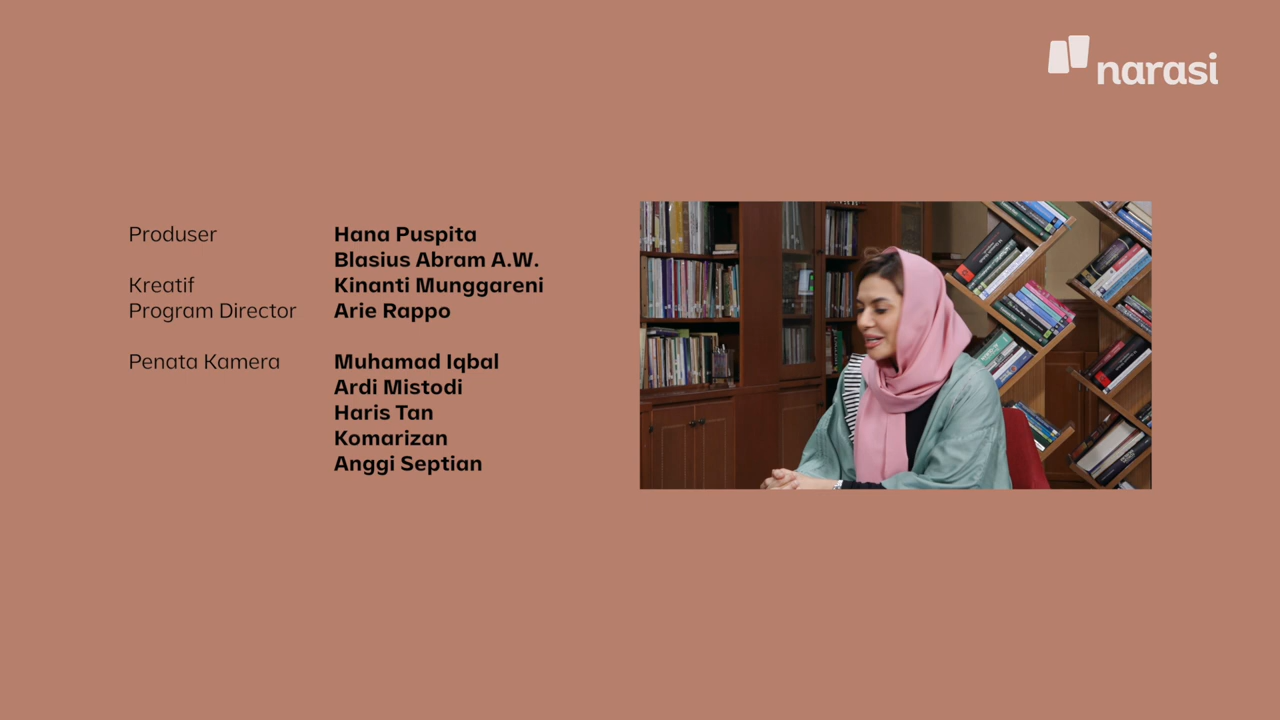 narasi
Produser Hana Puspita
Blasius Abram A.W.
Kreatif Kinanti Munggareni
Program Director Arie Rappo
Penata Kamera Muhamad Iqbal
Ardi Mistodi
Haris Tan
Komarizan
Anggi Septian